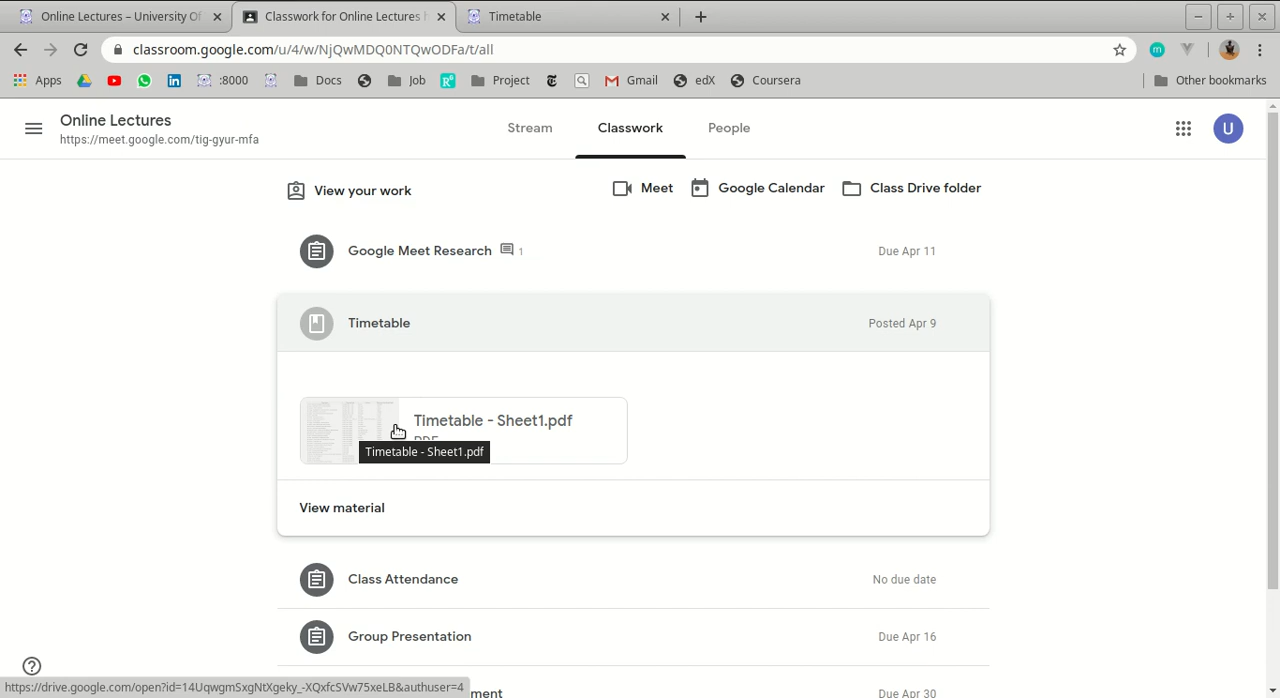 Online Lectures – University Of
Classwork for Online Lectures
Timetable
classroom.google.com/u/4/w/NjQwMDQ0NTQwODFa/t/all
Apps
:8000
Docs
Job
Project
Gmail
edX
Coursera
Other bookmarks
Online Lectures
https://meet.google.com/tig-gyur-mfa
Stream
Classwork
People
U
View your work
Meet
Google Calendar
Class Drive folder
Google Meet Research 1
Due Apr 11
Timetable
Posted Apr 9
Timetable - Sheet1.pdf
PDF
Timetable - Sheet1.pdf
View material
Class Attendance
No due date
Group Presentation
Due Apr 16
Due Apr 30
https://drive.google.com/open?id=14UqwgmSxgNtXgeky_-XQxfcSVw75xeLB&authuser=4